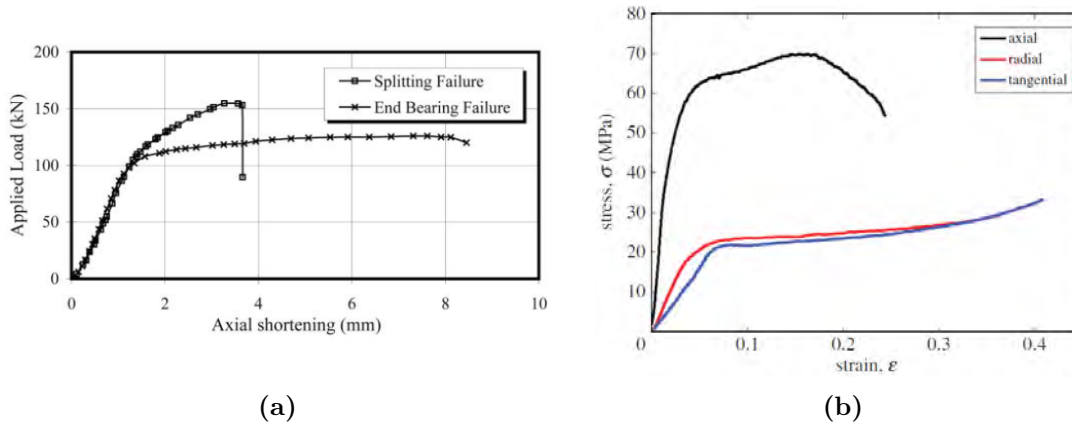 200
150
100
50
0
0 2 4 6 8 10
Applied Load (kN)
Axial shortening (mm)
Splitting Failure
End Bearing Failure
(a)
80
70
60
50
40
30
20
10
0 0.1 0.2 0.3 0.4
stress, σ (MPa)
strain, ε
axial
radial
tangential
(b)